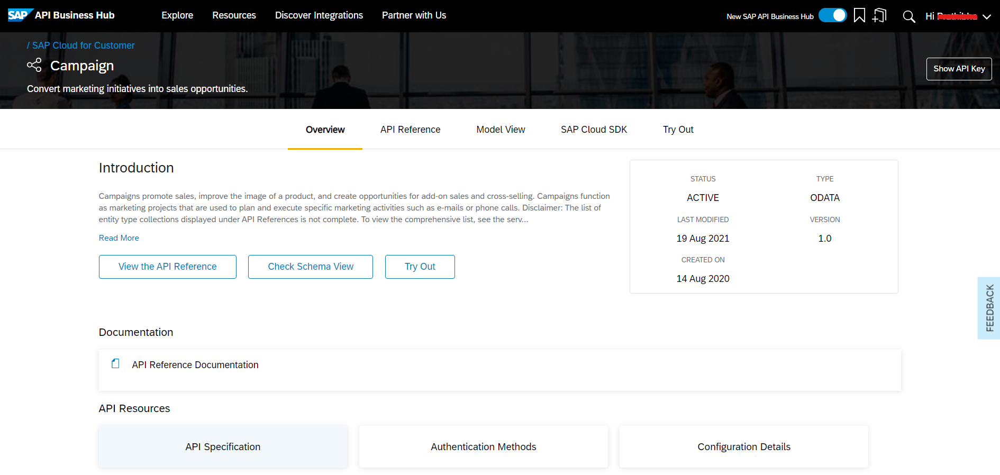 SAP API Business Hub
Explore
Resources
Discover Integrations
Partner with Us
New SAP API Business Hub
Hi
/ SAP Cloud for Customer
Campaign
Convert marketing initiatives into sales opportunities.
Show API Key
Overview
API Reference
Model View
SAP Cloud SDK
Try Out
Introduction
Campaigns promote sales, improve the image of a product, and create opportunities for add-on sales and cross-selling. Campaigns function
as marketing projects that are used to plan and execute specific marketing activities such as e-mails or phone calls. Disclaimer: The list of
entity type collections displayed under API References is not complete. To view the comprehensive list, see the serv...
Read More
View the API Reference
Check Schema View
Try Out
STATUS
ACTIVE
TYPE
ODATA
LAST MODIFIED
19 Aug 2021
VERSION
1.0
CREATED ON
14 Aug 2020
FEEDBACK
Documentation
API Reference Documentation
API Resources
API Specification
Authentication Methods
Configuration Details